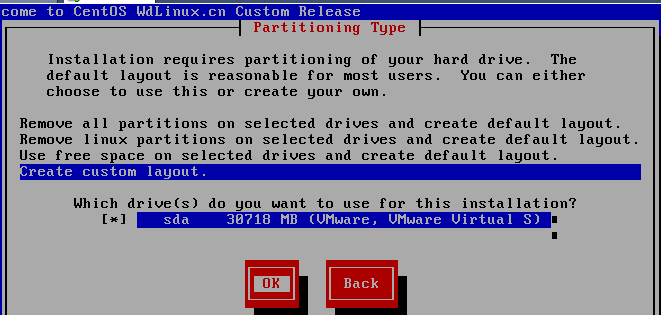 come to CentOS WdLinux.cn Custom Release
Partitioning Type
Installation requires partitioning of your hard drive. The
default layout is reasonable for most users. You can either
choose to use this or create your own.
Remove all partitions on selected drives and create default layout.
Remove linux partitions on selected drives and create default layout.
Use free space on selected drives and create default layout.
Create custom layout.
Which drive(s) do you want to use for this installation?
[*] sda 30718 MB (VMware, VMware Virtual S)
OK Back